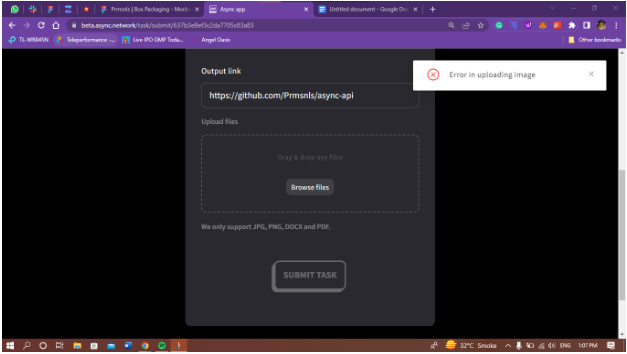 Prmsnls | Box Packaging - Mock
Async app
Untitled document - Google Do
beta.async.network/task/submit/
TL-WR845N
Teleperformance -...
Live IPO GMP Toda...
Angel Oasis
Other bookmarks
Output link
Error in uploading image
https://github.com/Prmsnls/async-api
Upload files
Drag & drop any files
Browse files
We only support JPG, PNG, DOCX and PDF.
SUBMIT TASK
32°C Smoke
ENG
1:07 PM